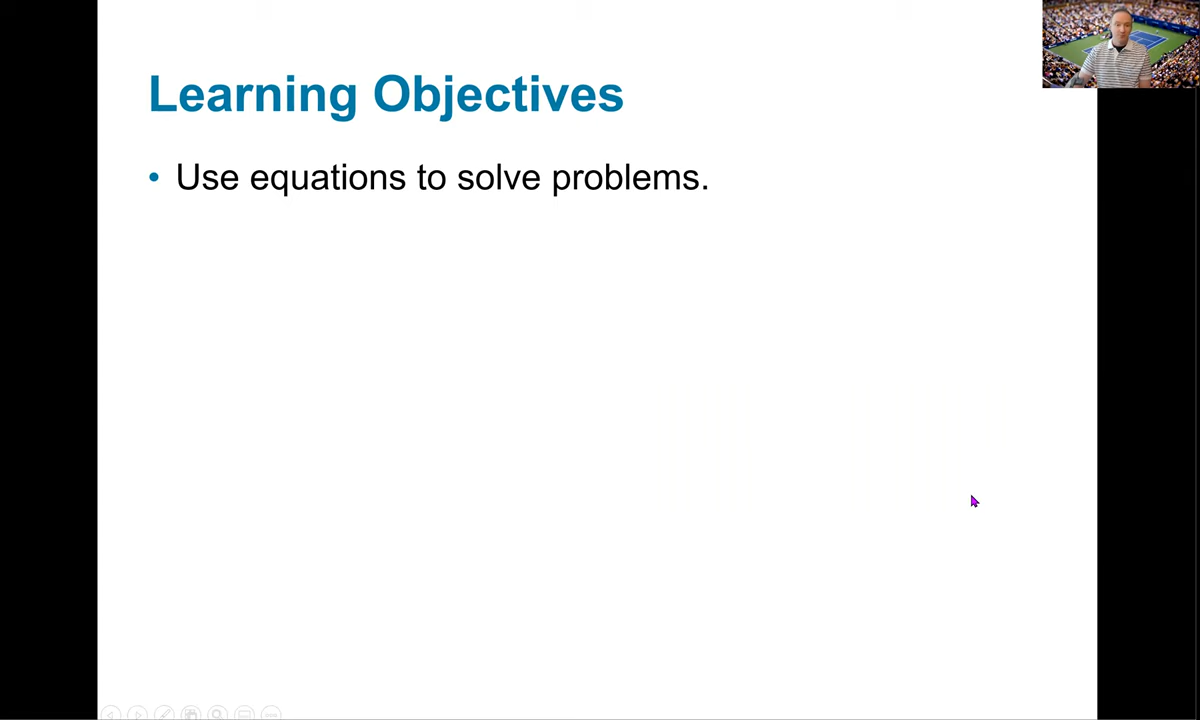 Learning Objectives
• Use equations to solve problems.